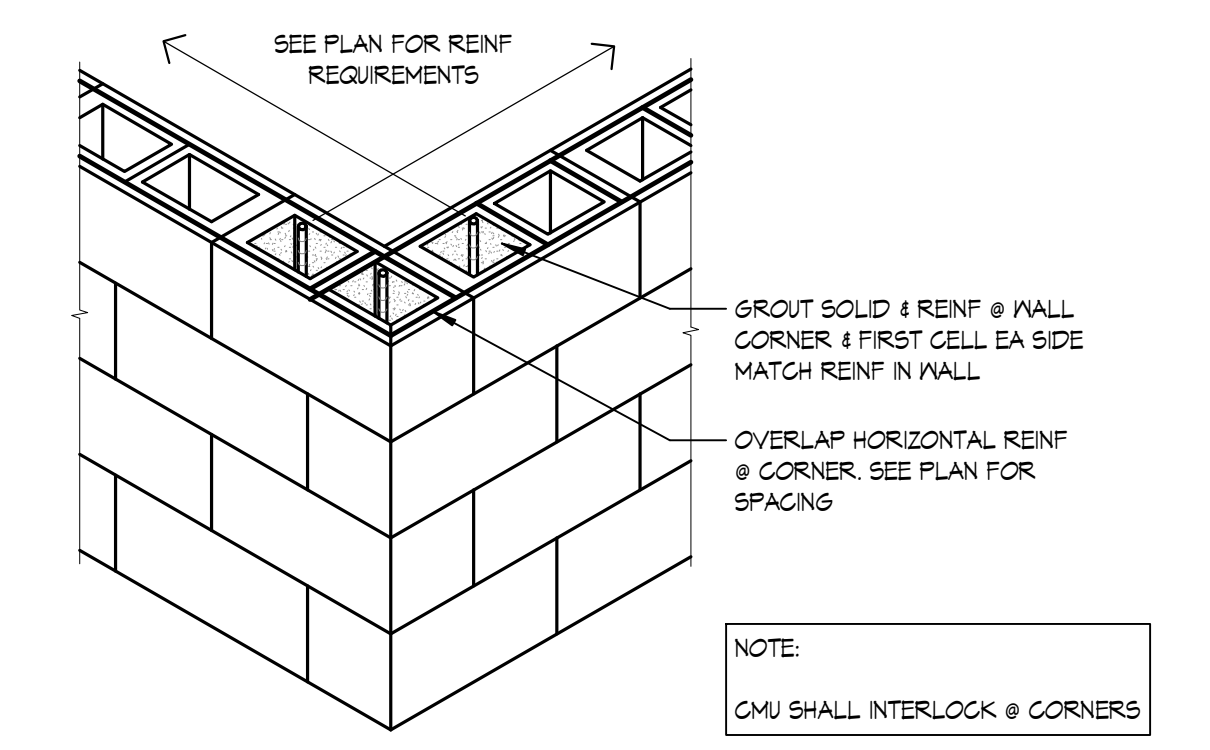 SEE PLAN FOR REINF
REQUIREMENTS
GROUT SOLID & REINF @ WALL
CORNER & FIRST CELL EA SIDE
MATCH REINF IN WALL
OVERLAP HORIZONTAL REINF
@ CORNER. SEE PLAN FOR
SPACING
NOTE:
CMU SHALL INTERLOCK @ CORNERS